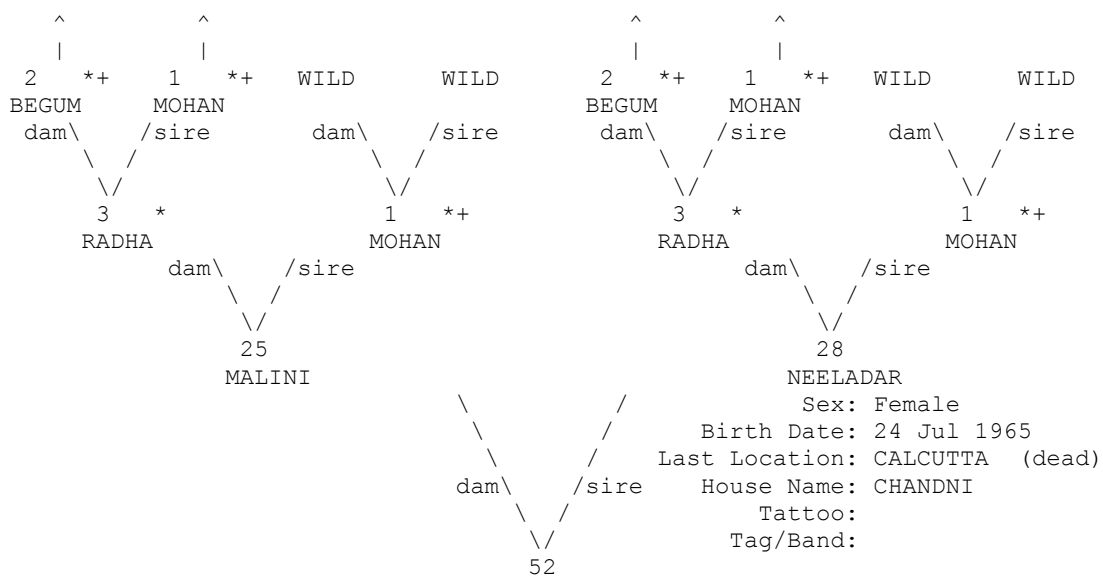 ^ ^ ^ ^
| | | |
2 *+ 1 *+ WILD WILD 2 *+ 1 *+ WILD WILD
BEGUM MOHAN BEGUM MOHAN
dam\ /sire dam\ /sire dam\ /sire dam\ /sire
\ / \ / \ / \ /
\/ \/ \/ \/
3 * 1 *+ 3 * 1 *+
RADHA MOHAN RADHA MOHAN
dam\ /sire dam\ /sire
\ / \ /
\/ \/
25 28
MALINI NEELADAR
\ / Sex: Female
\ / Birth Date: 24 Jul 1965
\ / Last Location: CALCUTTA (dead)
dam\ /sire House Name: CHANDNI
\ / Tattoo:
\/ Tag/Band:
52